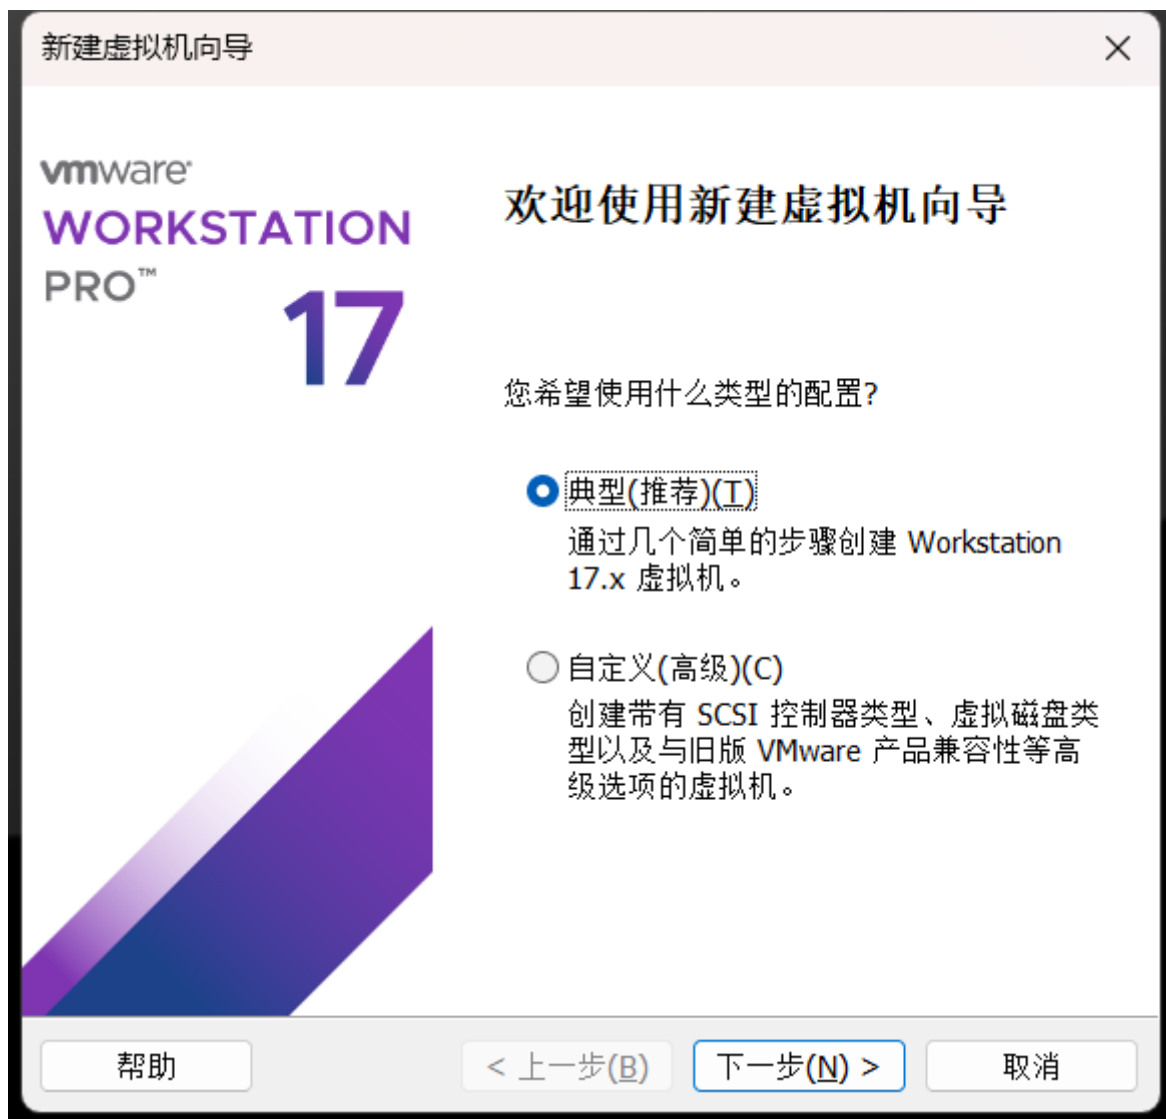 新建虚拟机向导
vmware
WORKSTATION
PRO™
17
欢迎使用新建虚拟机向导
您希望使用什么类型的配置?
典型(推荐)(T)
通过几个简单的步骤创建 Workstation
17.x 虚拟机。
自定义(高级)(C)
创建带有 SCSI 控制器类型、虚拟磁盘类
型以及与旧版 VMware 产品兼容性等高
级选项的虚拟机。
帮助
< 上一步(B)
下一步(N) >
取消